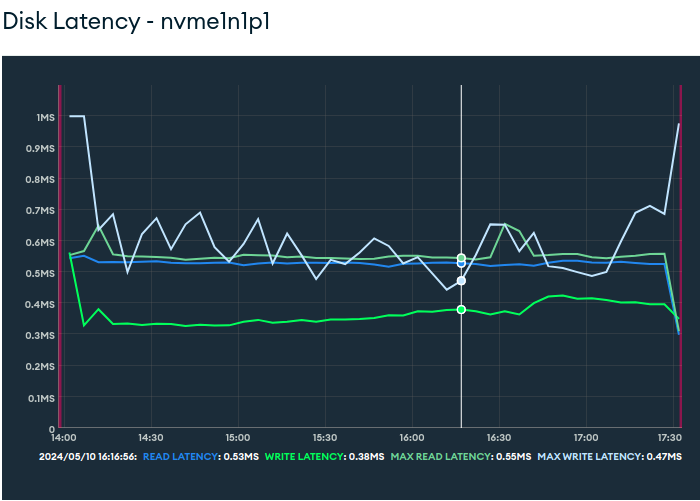 Disk Latency - nvme1n1p1
1MS
0.9MS
0.8MS
0.7MS
0.6MS
0.5MS
0.4MS
0.3MS
0.2MS
0.1MS
0
14:00 14:30 15:00 15:30 16:00 16:30 17:00 17:30
2024/05/10 16:16:56: READ LATENCY: 0.53MS WRITE LATENCY: 0.38MS MAX READ LATENCY: 0.55MS MAX WRITE LATENCY: 0.47MS